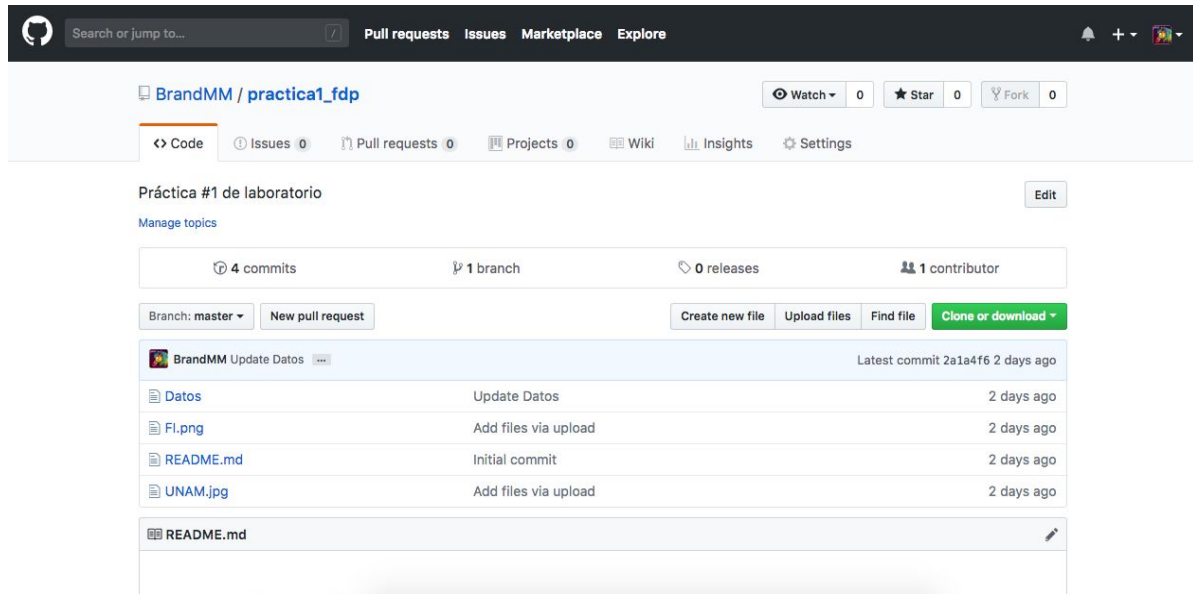 Search or jump to... / Pull requests Issues Marketplace Explore
BrandMM / practica1_fdp Watch 0 Star 0 Fork 0
Code Issues 0 Pull requests 0 Projects 0 Wiki Insights Settings
Práctica #1 de laboratorio Edit
Manage topics
4 commits 1 branch 0 releases 1 contributor
Branch: master New pull request Create new file Upload files Find file Clone or download
BrandMM Update Datos ... Latest commit 2a1a4f6 2 days ago
Datos Update Datos 2 days ago
FI.png Add files via upload 2 days ago
README.md Initial commit 2 days ago
UNAM.jpg Add files via upload 2 days ago
README.md